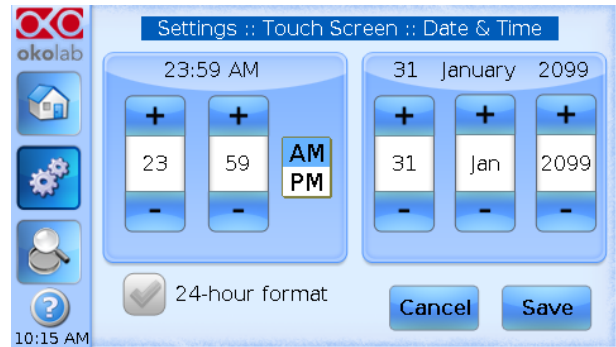 Settings :: Touch Screen :: Date & Time
okolab
23:59 AM
31 January 2099
+ + + + +
23 59 AM 31 Jan 2099
PM
- - - - -
24-hour format
Cancel Save
?
10:15 AM